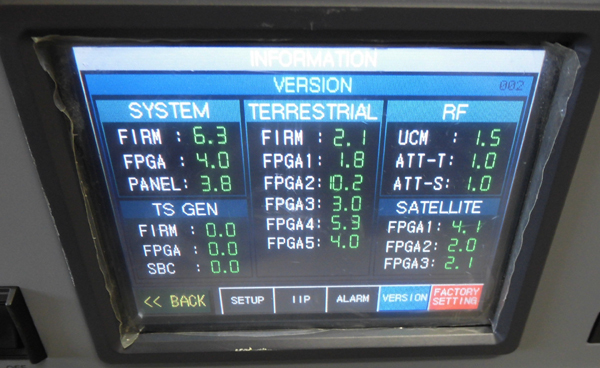 INFORMATION
VERSION 002
SYSTEM
FIRM : 6.3
FPGA : 4.0
PANEL: 3.8
TS GEN
FIRM : 0.0
FPGA : 0.0
SBC : 0.0
TERRESTRIAL
FIRM : 2.1
FPGA1: 1.8
FPGA2: 10.2
FPGA3: 3.0
FPGA4: 5.3
FPGA5: 4.0
RF
UCM : 1.5
ATT-T: 1.0
ATT-S: 1.0
SATELLITE
FPGA1: 4.1
FPGA2: 2.0
FPGA3: 2.1
<< BACK SETUP IIP ALARM VERSION FACTORY
SETTING